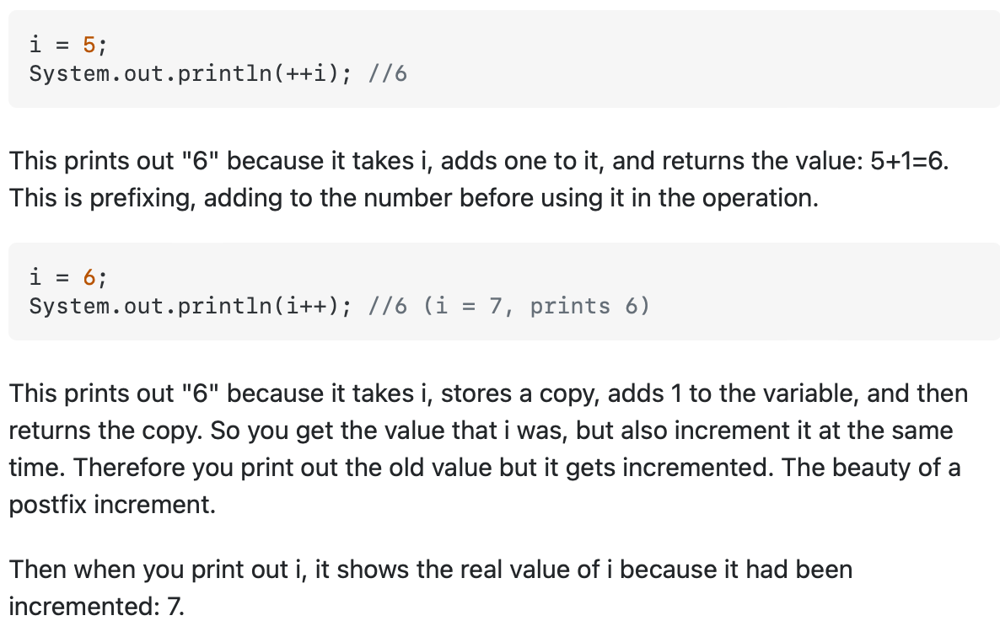 i = 5;
System.out.println(++i); //6
This prints out "6" because it takes i, adds one to it, and returns the value: 5+1=6.
This is prefixing, adding to the number before using it in the operation.
i = 6;
System.out.println(i++); //6 (i = 7, prints 6)
This prints out "6" because it takes i, stores a copy, adds 1 to the variable, and then
returns the copy. So you get the value that i was, but also increment it at the same
time. Therefore you print out the old value but it gets incremented. The beauty of a
postfix increment.
Then when you print out i, it shows the real value of i because it had been
incremented: 7.